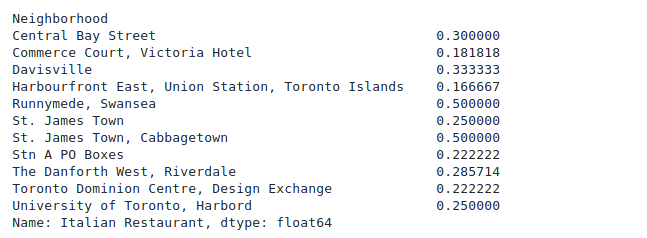 Neighborhood
Central Bay Street                                   0.300000
Commerce Court, Victoria Hotel                       0.181818
Davisville                                           0.333333
Harbourfront East, Union Station, Toronto Islands    0.166667
Runnymede, Swansea                                   0.500000
St. James Town                                       0.250000
St. James Town, Cabbagetown                          0.500000
Stn A PO Boxes                                       0.222222
The Danforth West, Riverdale                         0.285714
Toronto Dominion Centre, Design Exchange             0.222222
University of Toronto, Harbord                       0.250000
Name: Italian Restaurant, dtype: float64